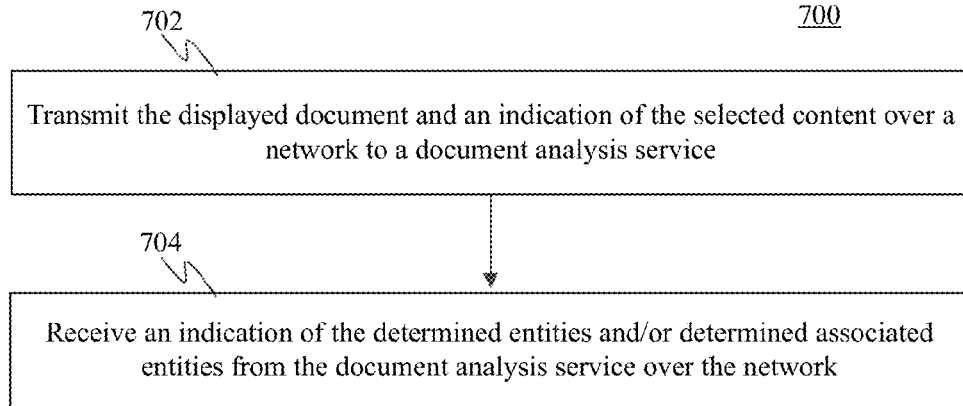 702
700
Transmit the displayed document and an indication of the selected content over a
network to a document analysis service
704
Receive an indication of the determined entities and/or determined associated
entities from the document analysis service over the network